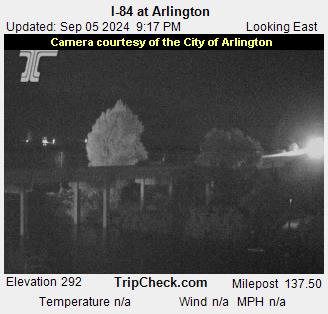 I-84 at Arlington
Updated: Sep 05 2024 9:17 PM Looking East
Camera courtesy of the City of Arlington
Elevation 292 TripCheck.com Milepost 137.50
Temperature n/a Wind n/a MPH n/a